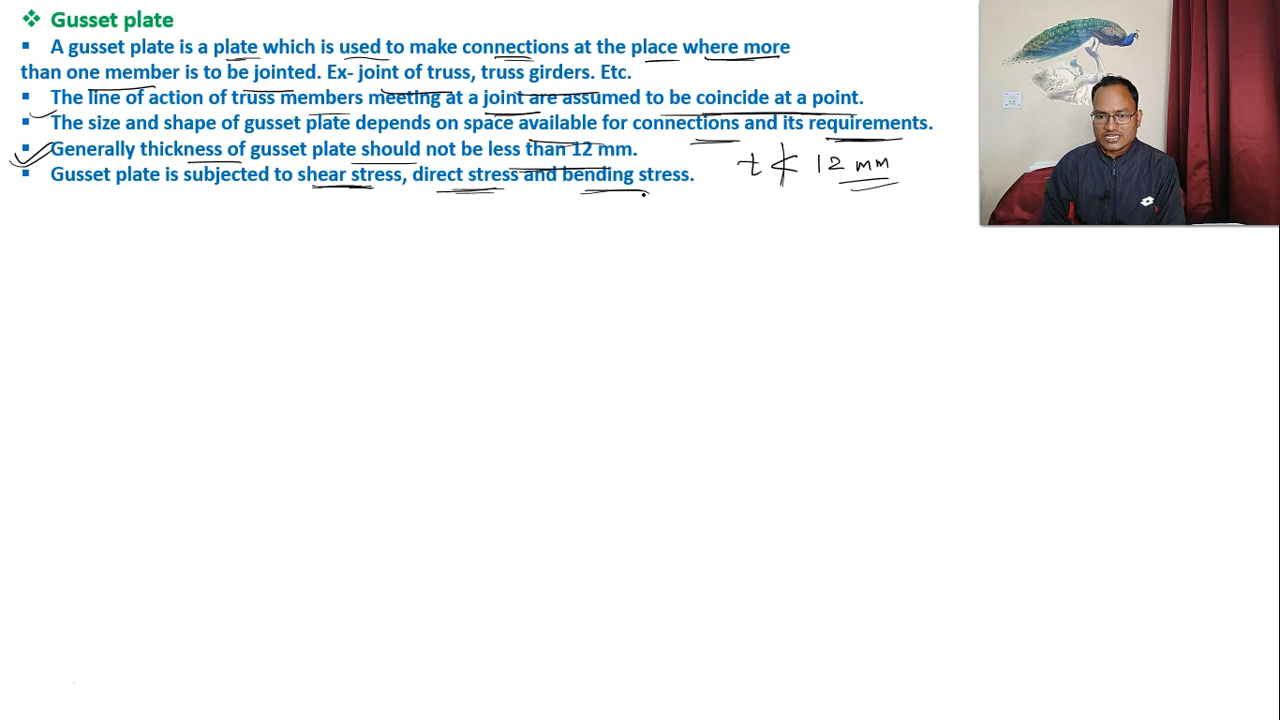 ❖ Gusset plate
▪ A gusset plate is a plate which is used to make connections at the place where more
than one member is to be jointed. Ex- joint of truss, truss girders. Etc.
▪ The line of action of truss members meeting at a joint are assumed to be coincide at a point.
▪ The size and shape of gusset plate depends on space available for connections and its requirements.
▪ Generally thickness of gusset plate should not be less than 12 mm.
t ≮ 12 mm
▪ Gusset plate is subjected to shear stress, direct stress and bending stress.